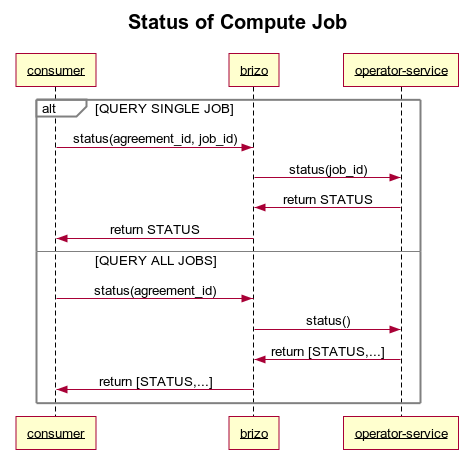 Status of Compute Job
consumer brizo operator-service
alt [QUERY SINGLE JOB]
status(agreement_id, job_id)
status(job_id)
return STATUS
return STATUS
[QUERY ALL JOBS]
status(agreement_id)
status()
return [STATUS,...]
return [STATUS,...]
consumer brizo operator-service